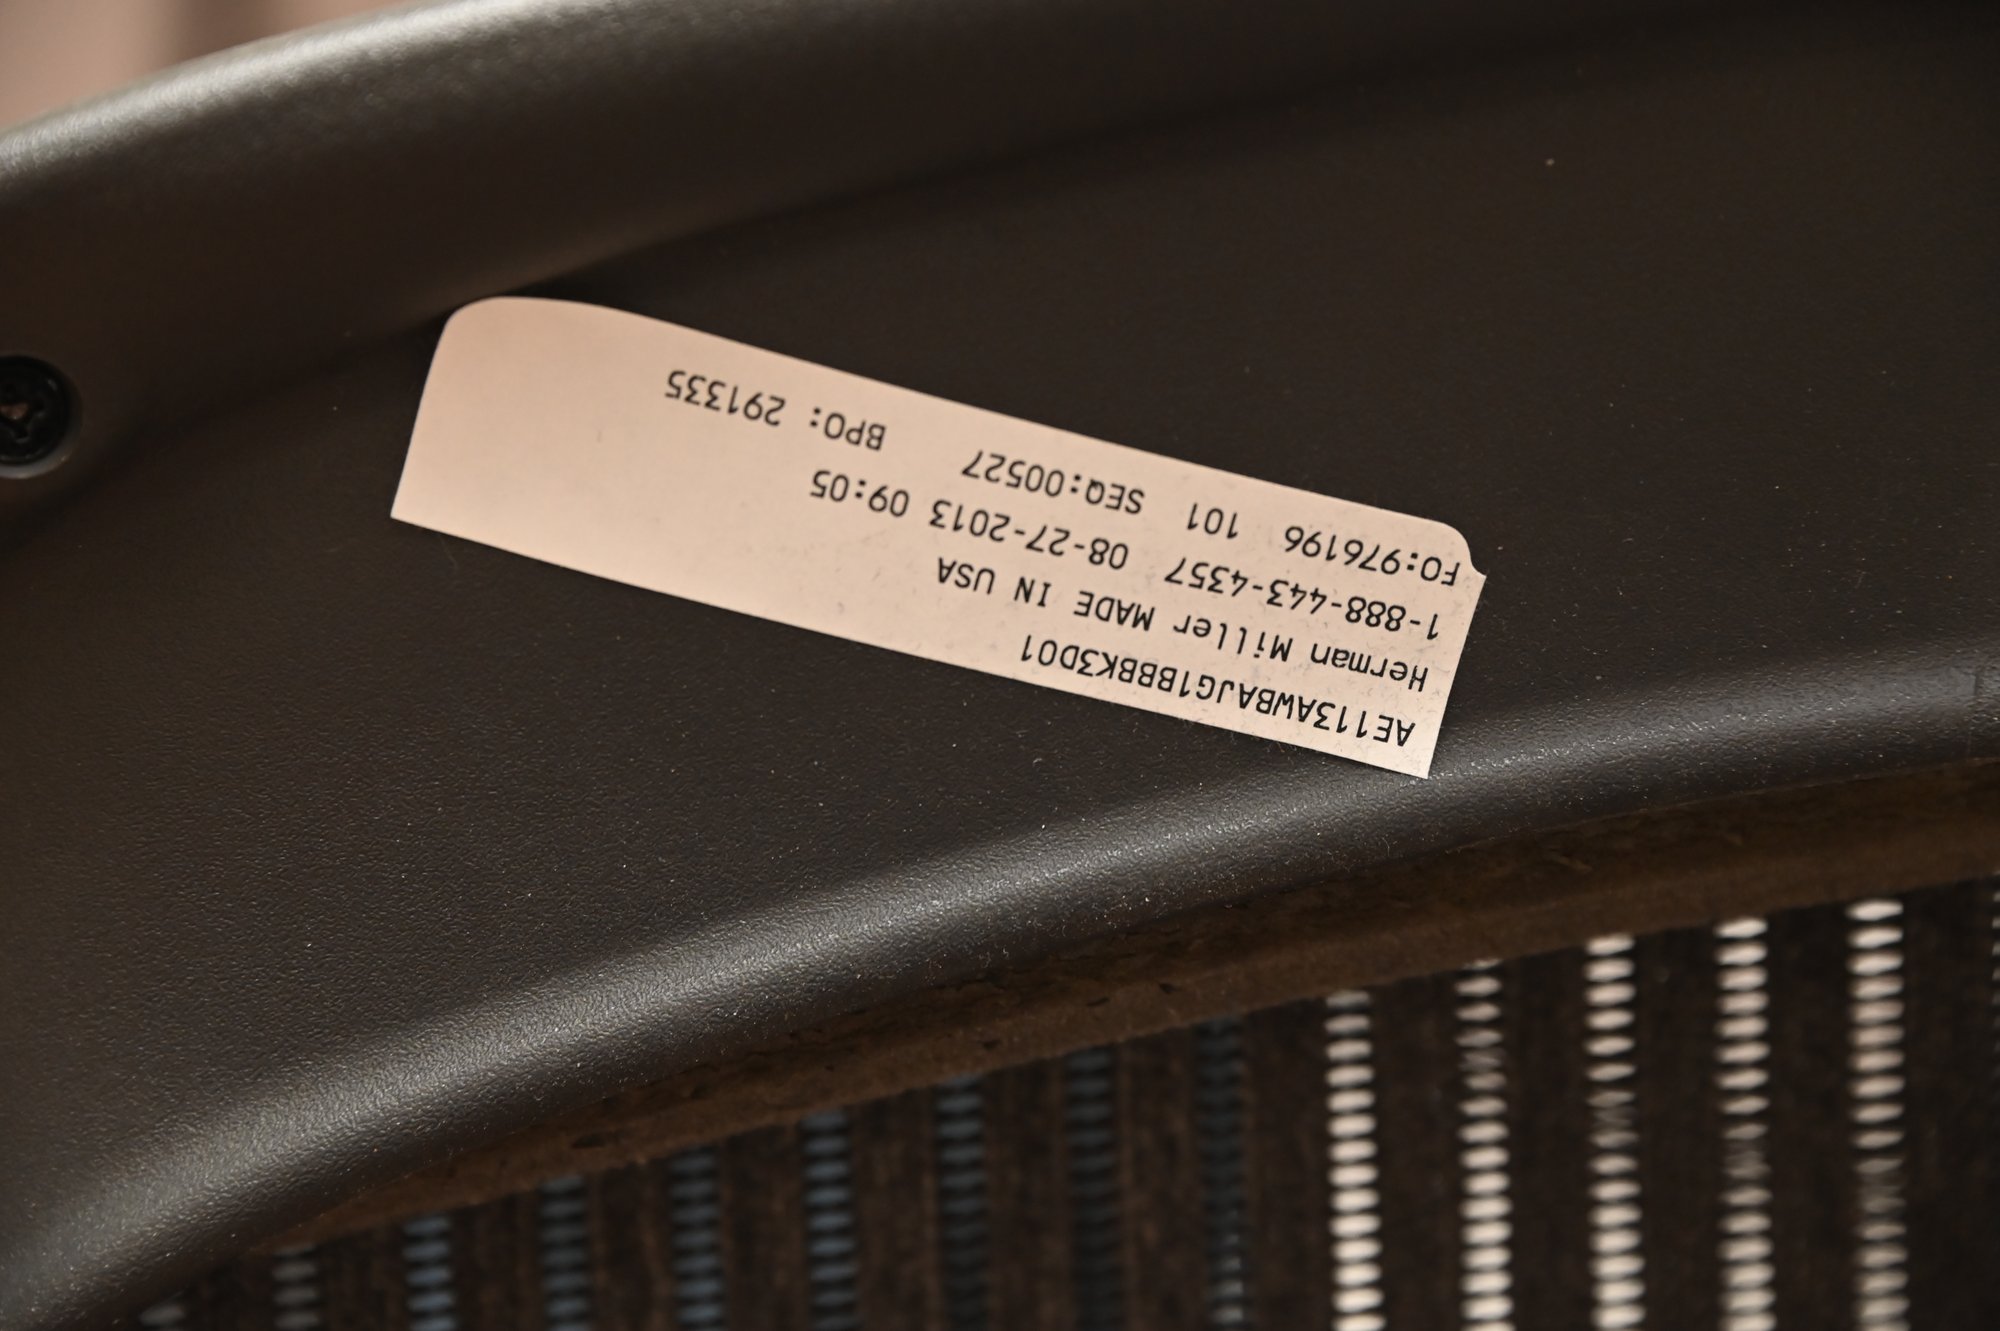 AE113AWBAJG1BBBK3D01
Herman Miller MADE IN USA
1-888-443-4357 08-27-2013 09:05
FO:976196 101 SEQ:00527 BPO: 291335